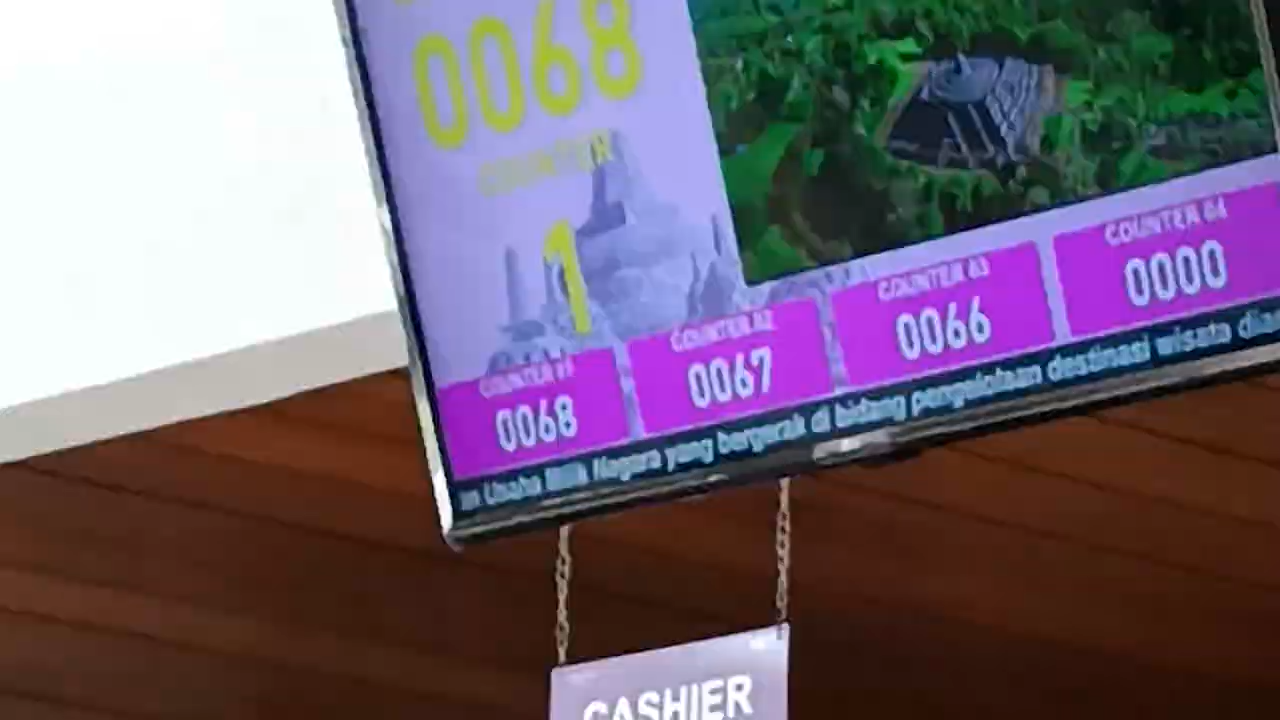 0068
COUNTER
1
COUNTER 01
0068
COUNTER 02
0067
COUNTER 03
0066
COUNTER 04
0000
Usaha Milik Negara yang bergerak di bidang pengelolaan destinasi wisata
CASHIER